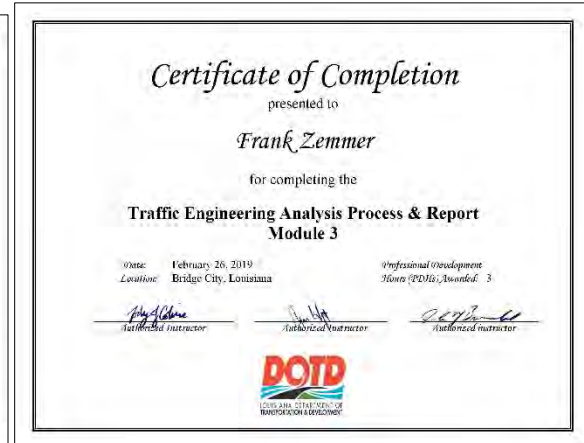 Certificate of Completion
presented to
Frank Zemmer
for completing the
Traffic Engineering Analysis Process & Report
Module 3
Date: February 26, 2019
Location: Bridge City, Louisiana
Professional Development
Hours (PDHs) Awarded: 3
Authorized Instructor
Authorized Instructor
Authorized Instructor
DOTD
LOUISIANA DEPARTMENT OF
TRANSPORTATION & DEVELOPMENT